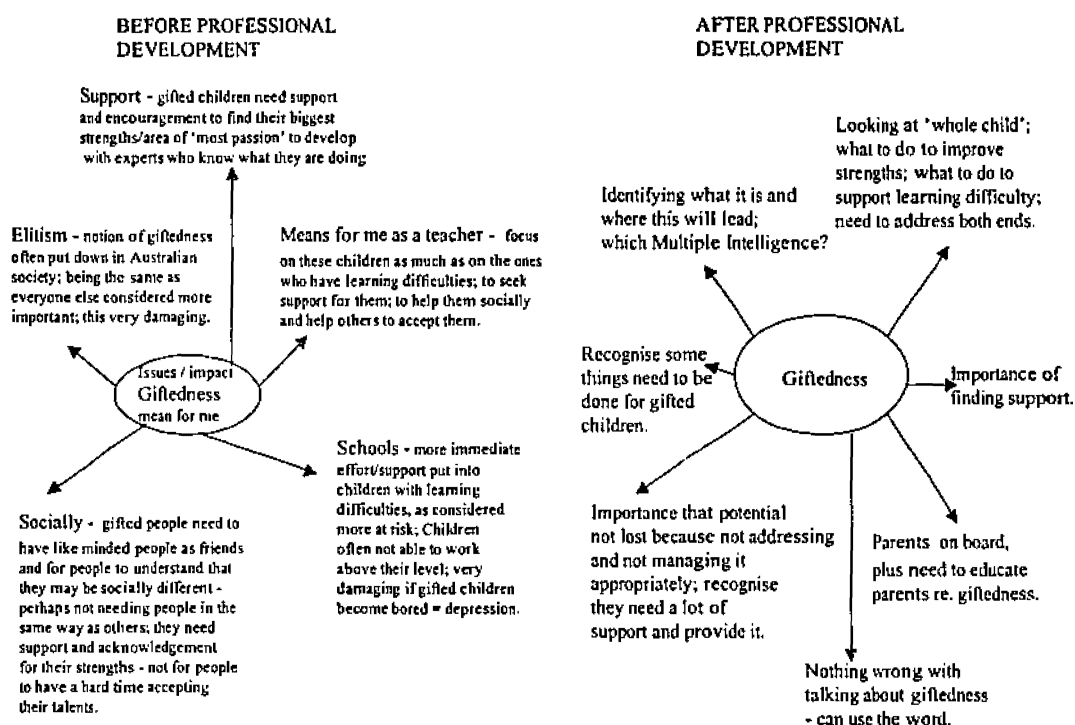 BEFORE PROFESSIONAL
DEVELOPMENT
Support - gifted children need support
and encouragement to find their biggest
strengths/area of 'most passion' to develop
with experts who know what they are doing
Elitism - notion of giftedness
often put down in Australian
society; being the same as
everyone else considered more
important; this very damaging.
Means for me as a teacher - focus
on these children as much as on the ones
who have learning difficulties; to seek
support for them; to help them socially
and help others to accept them.
Issues / impact
Giftedness
mean for me
Socially - gifted people need to
have like minded people as friends
and for people to understand that
they may be socially different -
perhaps not needing people in the
same way as others; they need
support and acknowledgement
for their strengths - not for people
to have a hard time accepting
their talents.
Schools - more immediate
effort/support put into
children with learning
difficulties, as considered
more at risk; Children
often not able to work
above their level; very
damaging if gifted children
become bored = depression.
AFTER PROFESSIONAL
DEVELOPMENT
Identifying what it is and
where this will lead;
which Multiple Intelligence?
Looking at 'whole child';
what to do to improve
strengths; what to do to
support learning difficulty;
need to address both ends.
Recognise some
things need to be
done for gifted
children.
Giftedness
Importance of
finding support.
Importance that potential
not lost because not addressing
and not managing it
appropriately; recognise
they need a lot of
support and provide it.
Parents on board,
plus need to educate
parents re. giftedness.
Nothing wrong with
talking about giftedness
- can use the word.